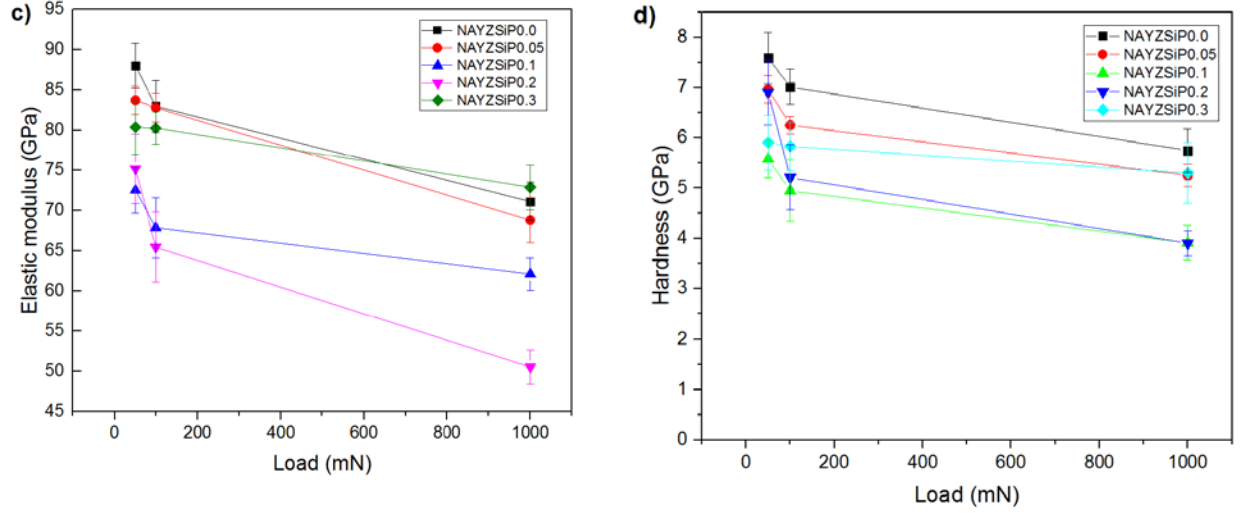 c)
NAYZSiP0.0
NAYZSiP0.05
NAYZSiP0.1
NAYZSiP0.2
NAYZSiP0.3
95
90
85
80
75
70
65
60
55
50
45
Elastic modulus (GPa)
0 200 400 600 800 1000
Load (mN)
d)
NAYZSiP0.0
NAYZSiP0.05
NAYZSiP0.1
NAYZSiP0.2
NAYZSiP0.3
8
7
6
5
4
3
2
1
0
Hardness (GPa)
0 200 400 600 800 1000
Load (mN)